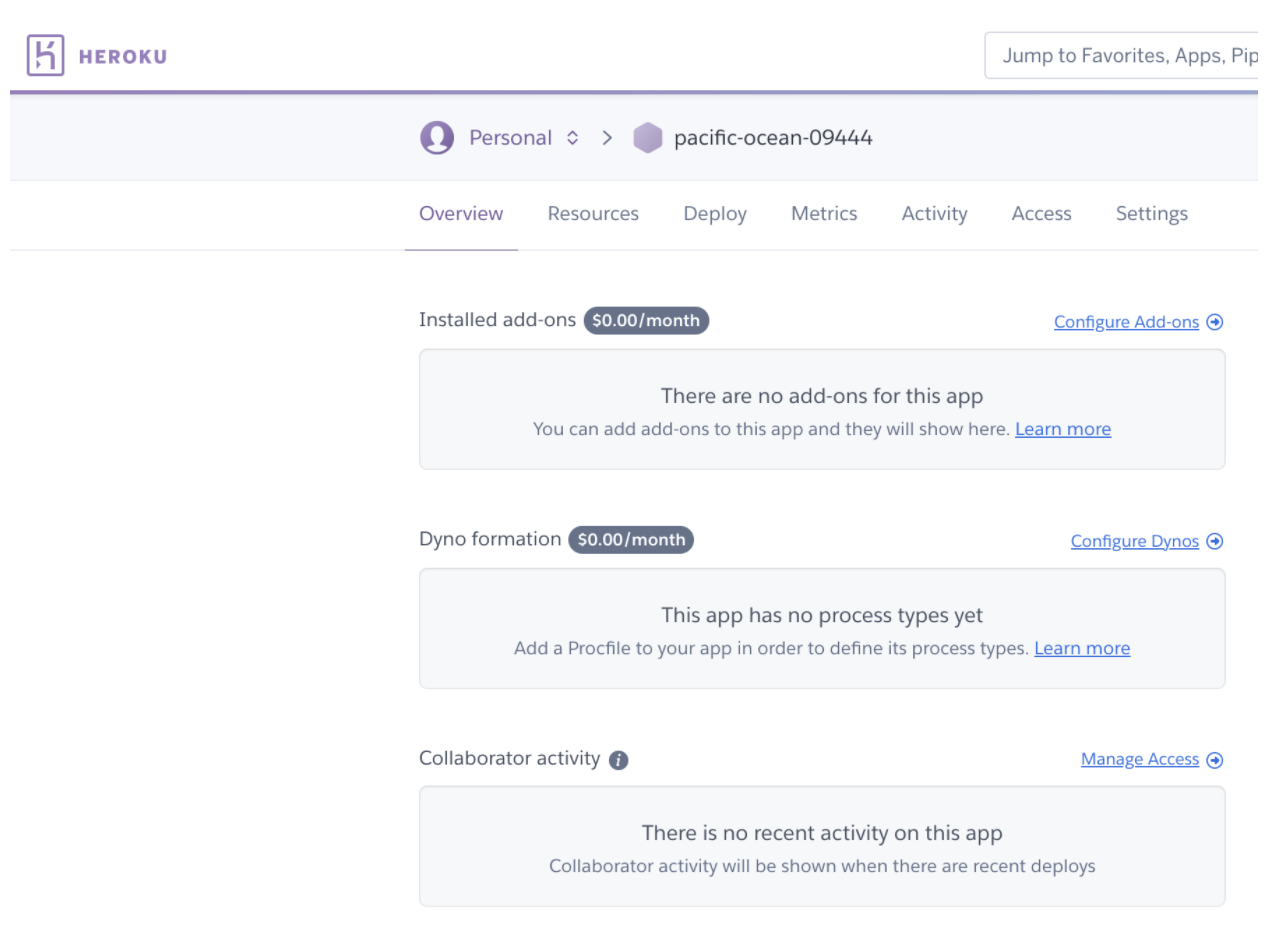 HEROKU
Jump to Favorites, Apps, Pip
Personal > pacific-ocean-09444
Overview Resources Deploy Metrics Activity Access Settings
Installed add-ons $0.00/month Configure Add-ons
There are no add-ons for this app
You can add add-ons to this app and they will show here. Learn more
Dyno formation $0.00/month Configure Dynos
This app has no process types yet
Add a Procfile to your app in order to define its process types. Learn more
Collaborator activity i Manage Access
There is no recent activity on this app
Collaborator activity will be shown when there are recent deploys